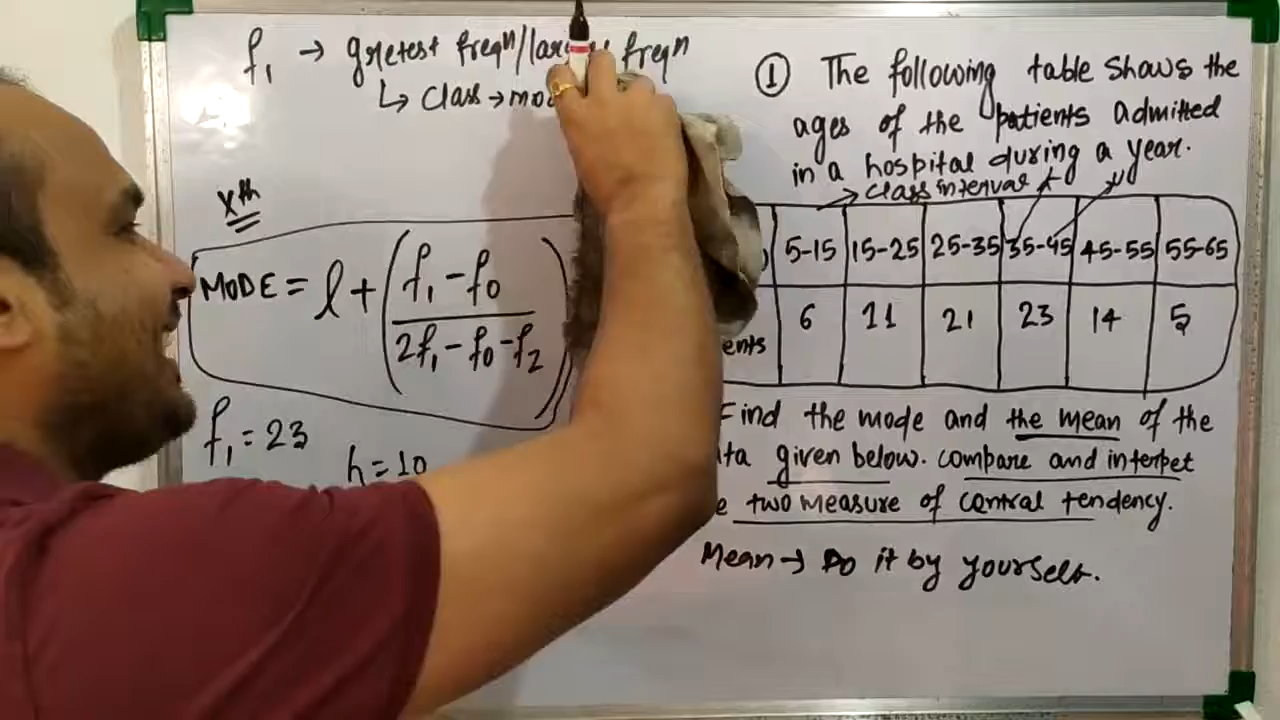 f₁ → gretest freqⁿ/ freqⁿ
↳ class →
Xth
MODE = l + ( f₁ - f₀ / 2f₁ - f₀ - f₂ )
f₁ = 23
h = 10
① The following table shows the
ages of the patients admitted
in a hospital during a year.
→ class interval
5-15 15-25 25-35 35-45 45-55 55-65
ents 6 11 21 23 14 5
Find the mode and the mean of the
ta given below. compare and interpet
e two measure of central tendency.
Mean → Do it by yourself.